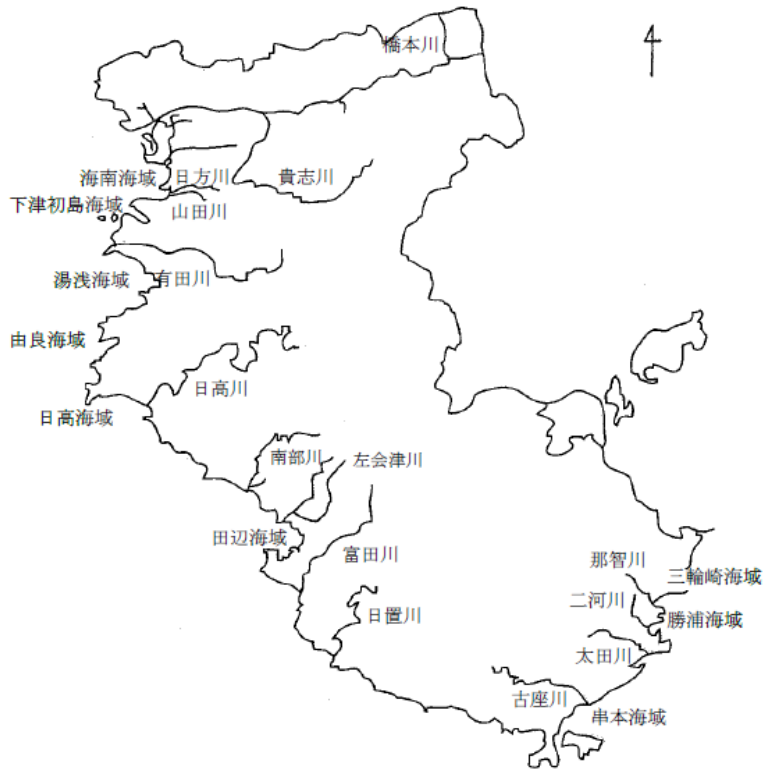 橋本川
海南海域
日方川
貴志川
下津初島海域
山田川
湯浅海域
有田川
由良海域
日高川
日高海域
南部川
左会津川
田辺海域
富田川
那智川
三輪崎海域
二河川
日置川
勝浦海域
太田川
古座川
串本海域